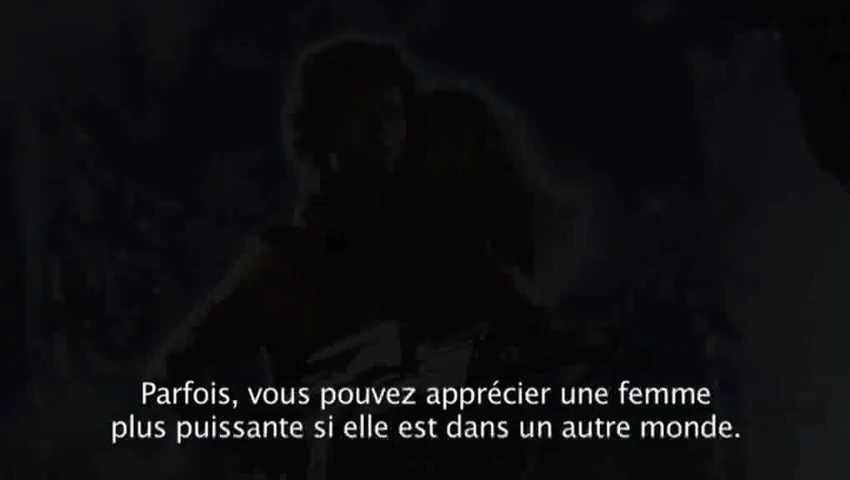 Parfois, vous pouvez apprécier une femme
plus puissante si elle est dans un autre monde.